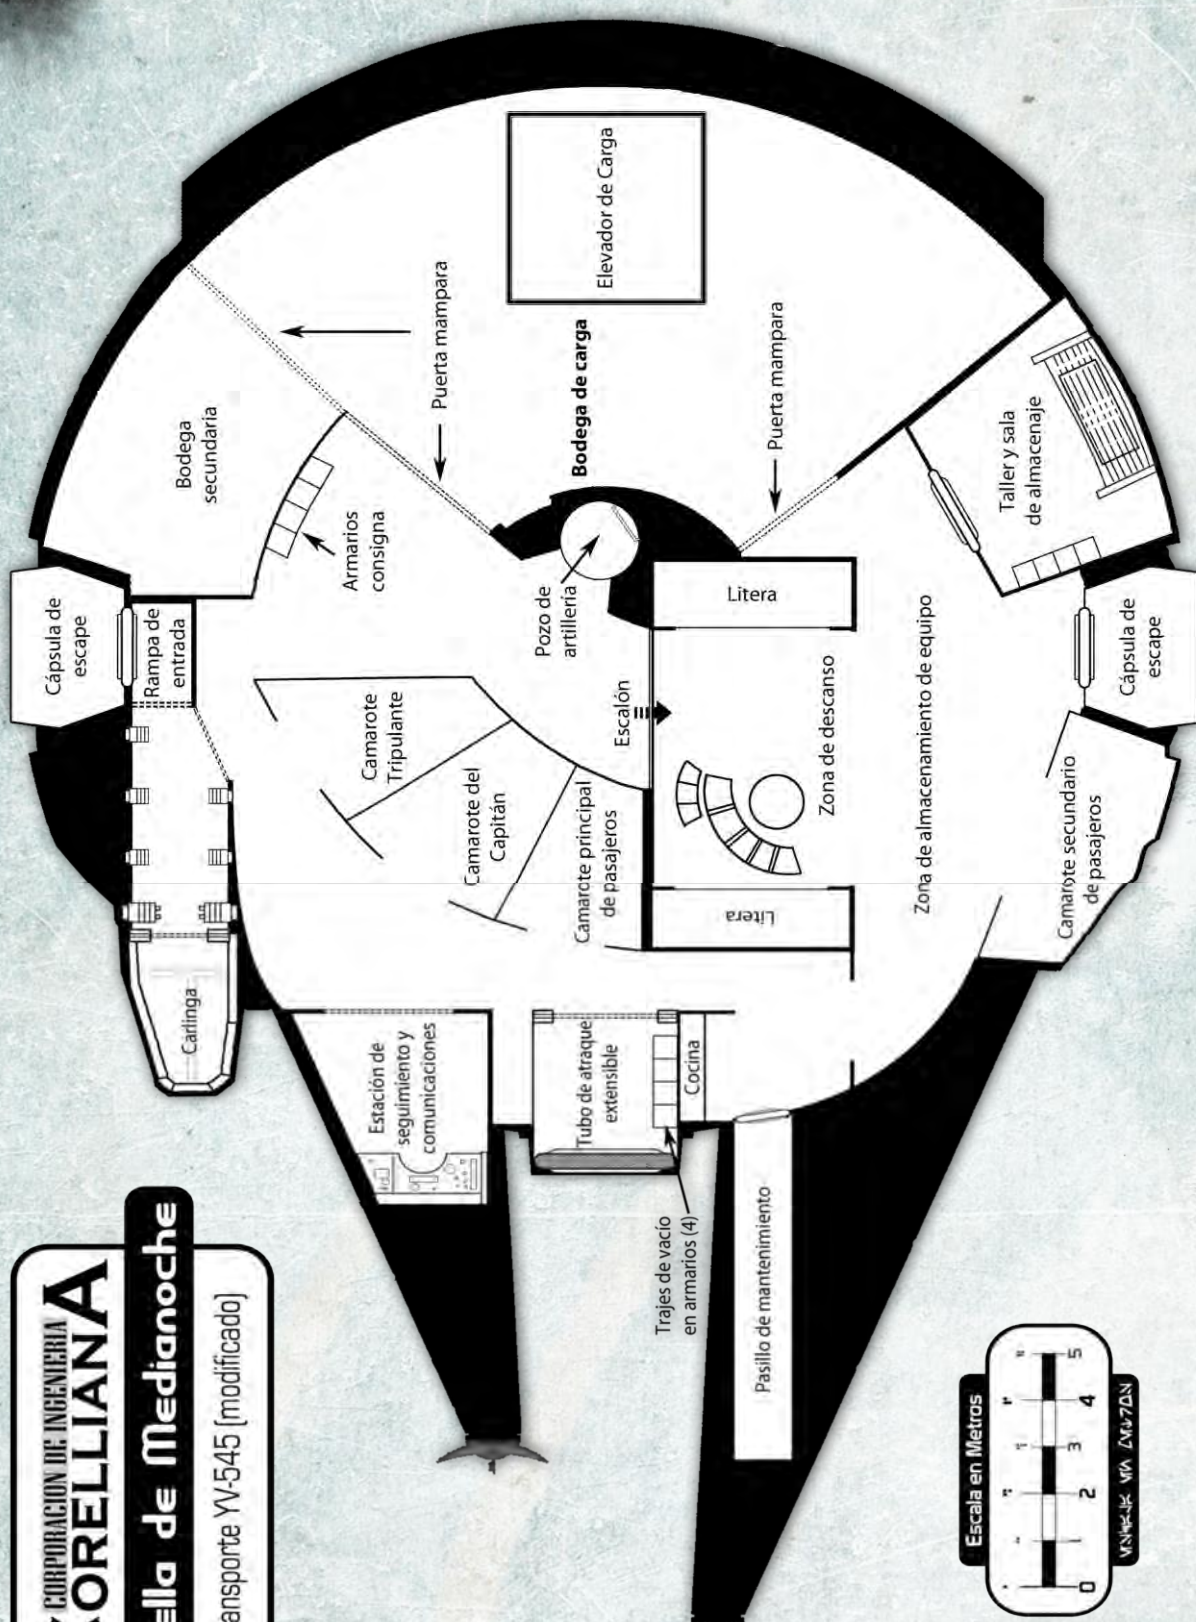 CORPORACION DE INGENIERIA
ORELLIANA
ella de Medianoche
ansporte YV-545 [modificado]
Cápsula de
escape
Rampa de
entrada
Carlinga
Bodega
secundaria
Armarios
consigna
Puerta mampara
Elevador de Carga
Bodega de carga
Puerta mampara
Pozo de
artillería
Camarote
Tripulante
Camarote del
Capitán
Camarote principal
de pasajeros
Escalón
Litera
Zona de descanso
Litera
Zona de almacenamiento de equipo
Taller y sala
de almacenaje
Cápsula de
escape
Camarote secundario
de pasajeros
Estación de
seguimiento y
comunicaciones
Tubo de atraque
extensible
Cocina
Trajes de vacío
en armarios (4)
Pasillo de mantenimiento
Escala en Metros
0 1 2 3 4 5